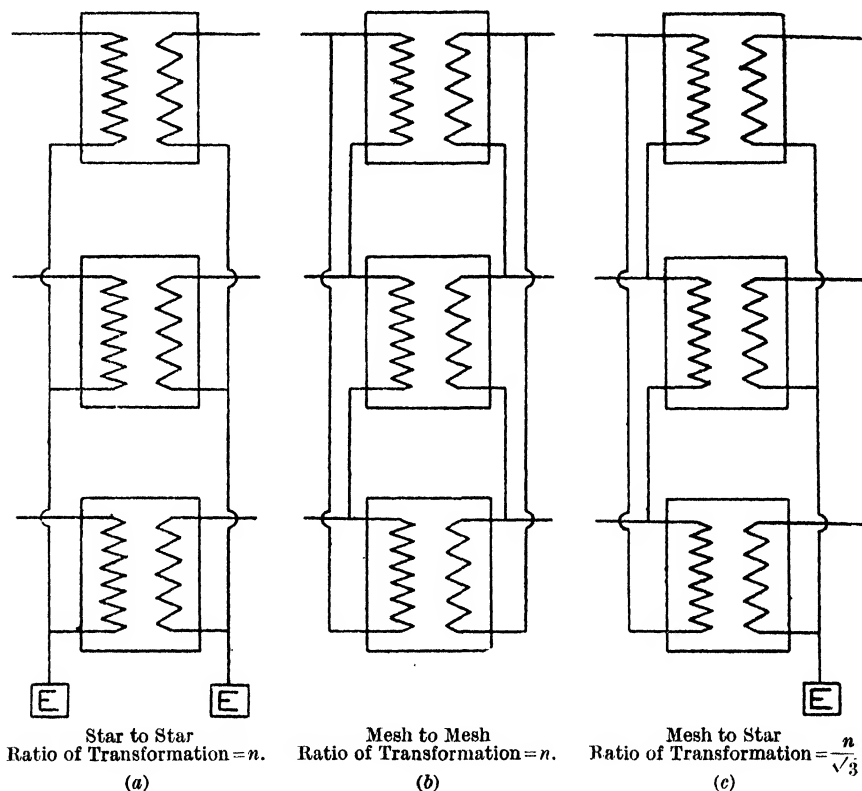 E
E
E
Star to Star
Ratio of Transformation = n.
(a)
Mesh to Mesh
Ratio of Transformation = n.
(b)
Mesh to Star
Ratio of Transformation = n/√3
(c)